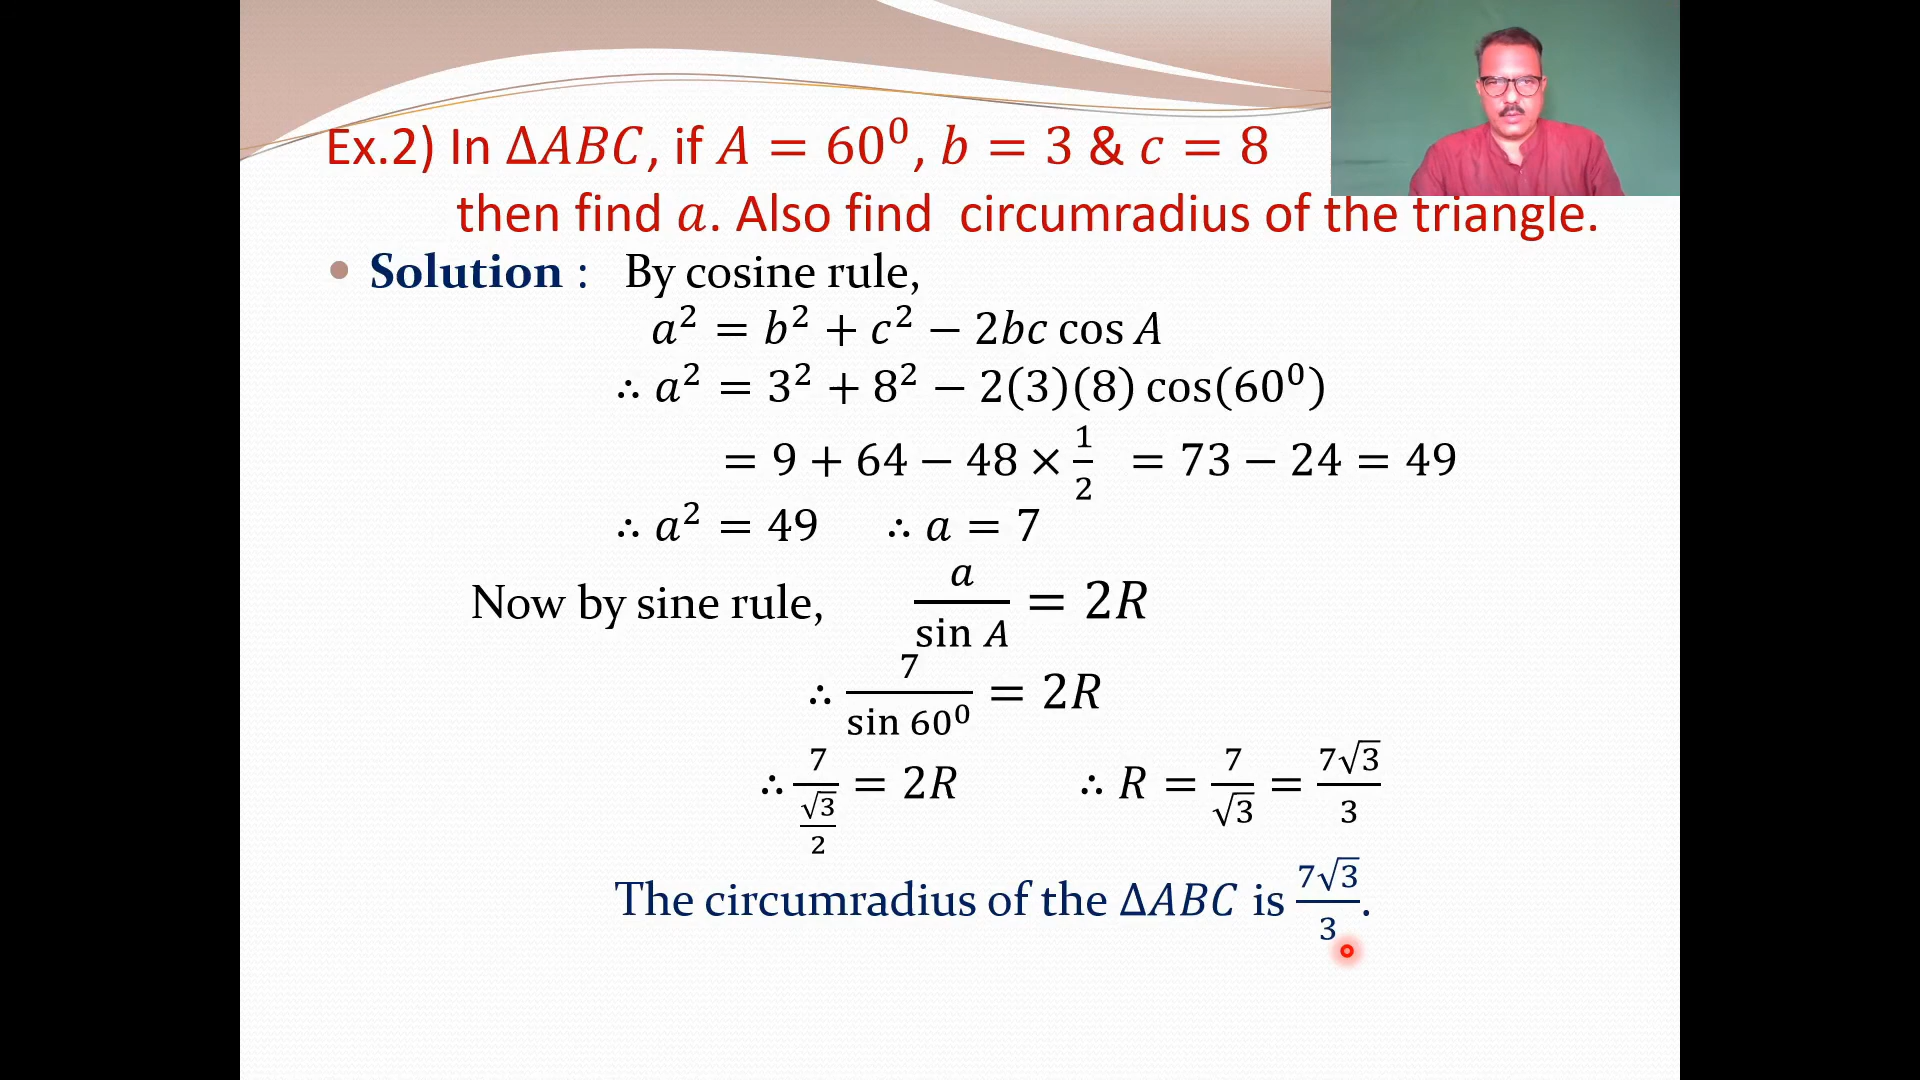 Ex.2) In ΔABC, if A = 60⁰, b = 3 & c = 8
then find a. Also find circumradius of the triangle.
• Solution : By cosine rule,
a² = b² + c² − 2bc cos A
∴ a² = 3² + 8² − 2(3)(8) cos(60⁰)
= 9 + 64 − 48 × 1/2 = 73 − 24 = 49
∴ a² = 49 ∴ a = 7
Now by sine rule, a/sin A = 2R
∴ 7/sin 60⁰ = 2R
∴ 7/(√3/2) = 2R ∴ R = 7/√3 = 7√3/3
The circumradius of the ΔABC is 7√3/3.